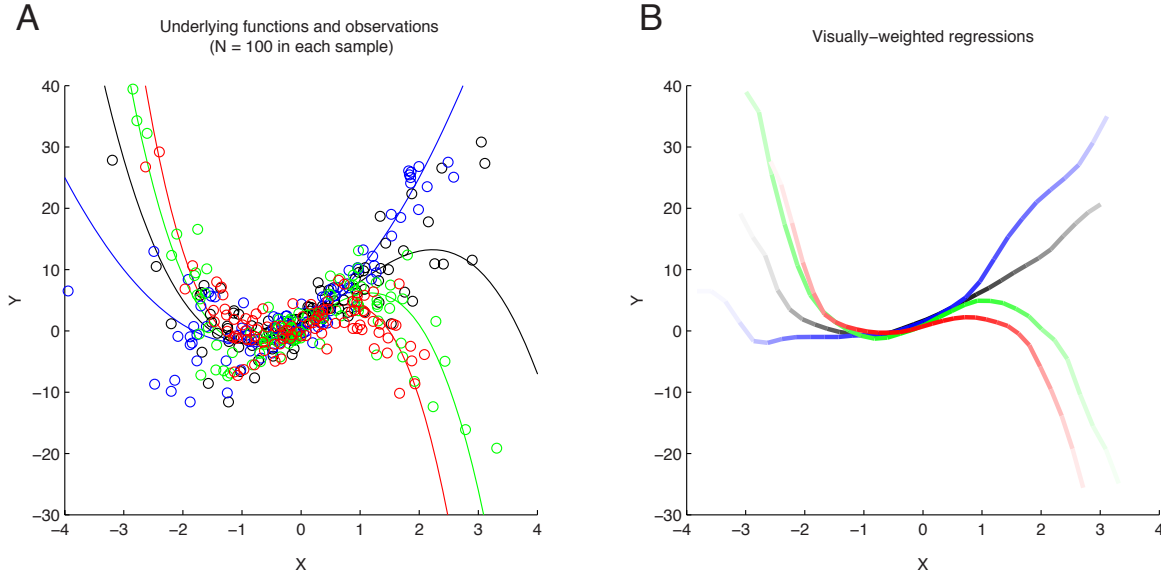 A
Underlying functions and observations
(N = 100 in each sample)
40
30
20
10
0
−10
−20
−30
Y
−4 −3 −2 −1 0 1 2 3 4
X
B
Visually−weighted regressions
40
30
20
10
0
−10
−20
−30
Y
−4 −3 −2 −1 0 1 2 3 4
X